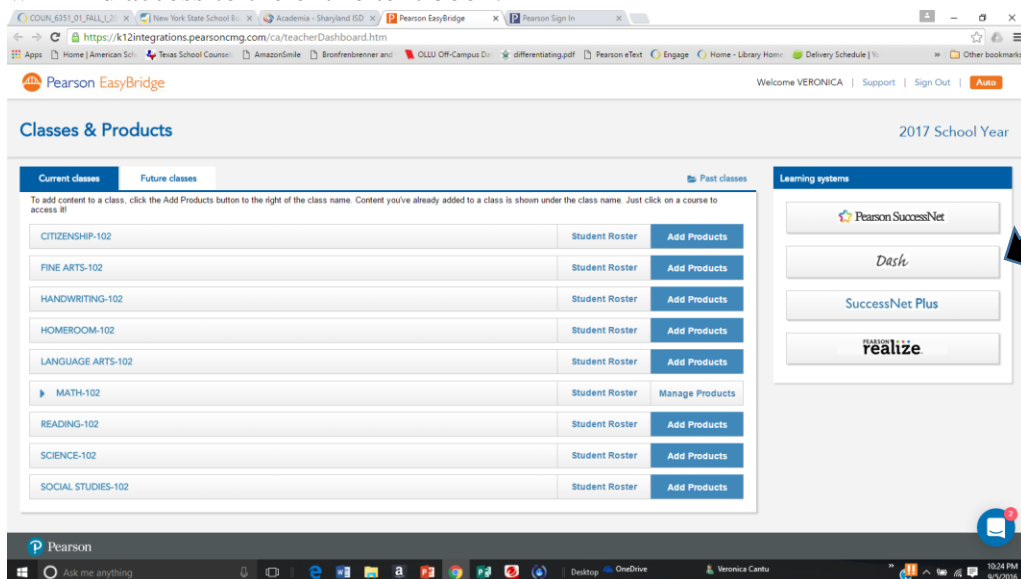 COUN_6351_01_FALL_I_2
New York State School
Academia - Sharyland ISD
Pearson EasyBridge
Pearson Sign In
https://k12integrations.pearsoncmg.com/ca/teacherDashboard.htm
Apps Home | American Sch Texas School Counsel AmazonSmile Bronfrenbrenner and OLLU Off-Campus Da differentiating.pdf Pearson eText Engage Home - Library Home Delivery Schedule | » Other bookmarks
Pearson EasyBridge
Welcome VERONICA | Support | Sign Out | Auto
Classes & Products
2017 School Year
Current classes Future classes Past classes
To add content to a class, click the Add Products button to the right of the class name. Content you've already added to a class is shown under the class name. Just click on a course to
access it!
CITIZENSHIP-102 Student Roster Add Products
FINE ARTS-102 Student Roster Add Products
HANDWRITING-102 Student Roster Add Products
HOMEROOM-102 Student Roster Add Products
LANGUAGE ARTS-102 Student Roster Add Products
MATH-102 Student Roster Manage Products
READING-102 Student Roster Add Products
SCIENCE-102 Student Roster Add Products
SOCIAL STUDIES-102 Student Roster Add Products
Learning systems
Pearson SuccessNet
Dash
SuccessNet Plus
PEARSON
realize
2
Pearson
Ask me anything
Desktop OneDrive Veronica Cantu
10:24 PM
9/5/2016